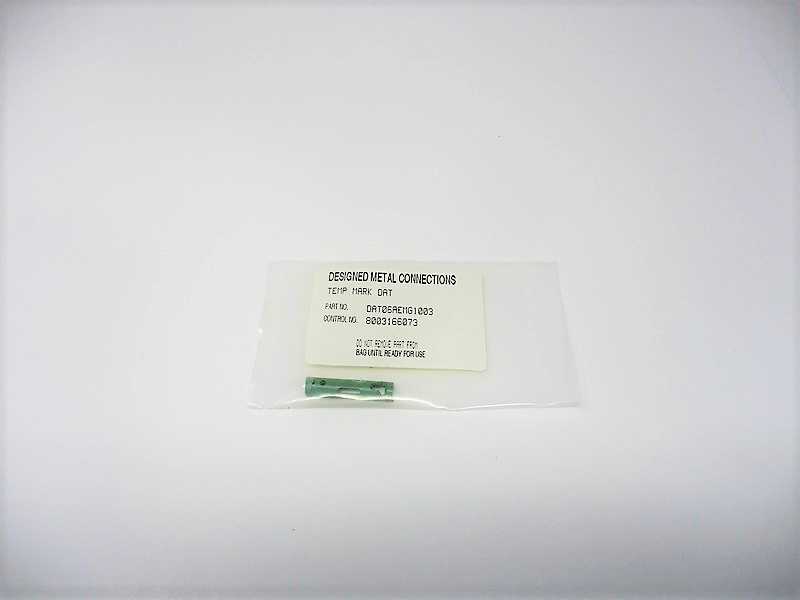 DESIGNED METAL CONNECTIONS
TEMP MARK DAT
PART NO. DAT06AEMG1003
CONTROL NO. 8003166073
DO NOT REMOVE PART FROM
BAG UNTIL READY FOR USE